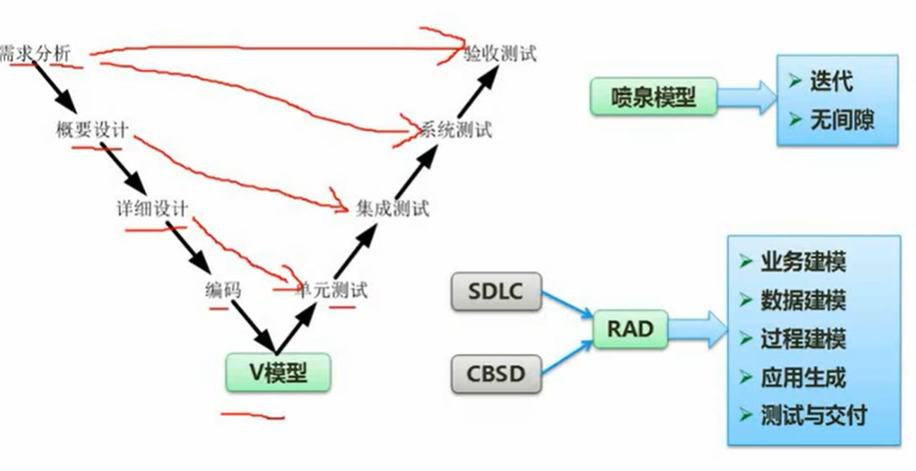 需求分析
概要设计
详细设计
编码
V模型
单元测试
集成测试
系统测试
验收测试
喷泉模型
迭代
无间隙
SDLC
CBSD
RAD
业务建模
数据建模
过程建模
应用生成
测试与交付